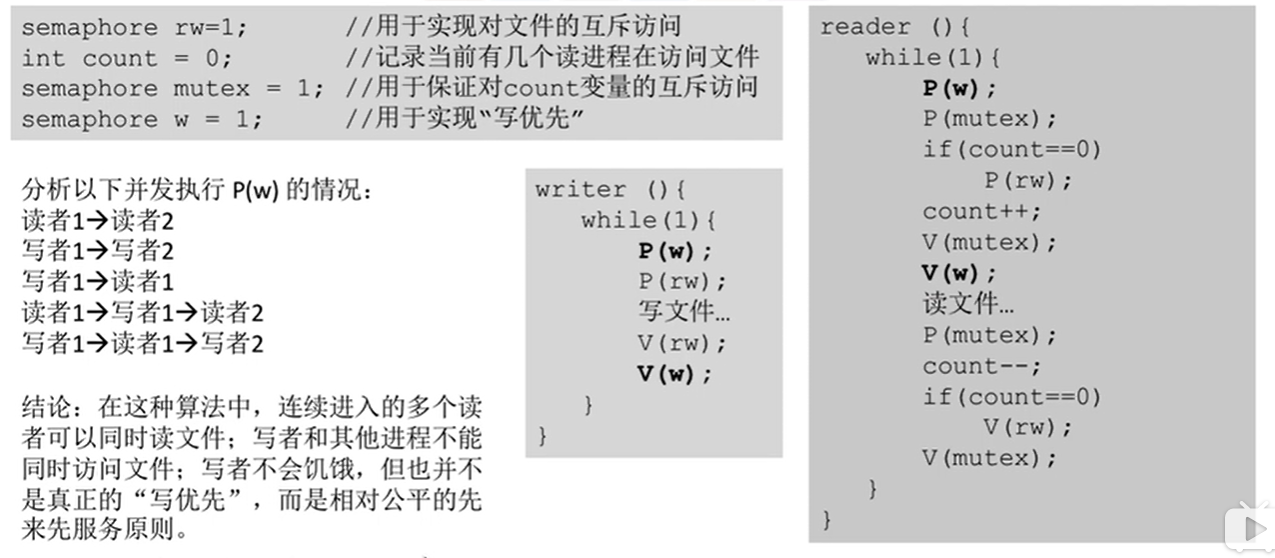 semaphore rw=1;       //用于实现对文件的互斥访问
int count = 0;        //记录当前有几个读进程在访问文件
semaphore mutex = 1;  //用于保证对count变量的互斥访问
semaphore w = 1;      //用于实现“写优先”
分析以下并发执行 P(w) 的情况：
读者1→读者2
写者1→写者2
写者1→读者1
读者1→写者1→读者2
写者1→读者1→写者2
结论：在这种算法中，连续进入的多个读
者可以同时读文件；写者和其他进程不能
同时访问文件；写者不会饥饿，但也并不
是真正的“写优先”，而是相对公平的先
来先服务原则。
writer (){
   while(1){
      P(w);
      P(rw);
      写文件…
      V(rw);
      V(w);
   }
}
reader (){
   while(1){
      P(w);
      P(mutex);
      if(count==0)
         P(rw);
      count++;
      V(mutex);
      V(w);
      读文件…
      P(mutex);
      count--;
      if(count==0)
         V(rw);
      V(mutex);
   }
}